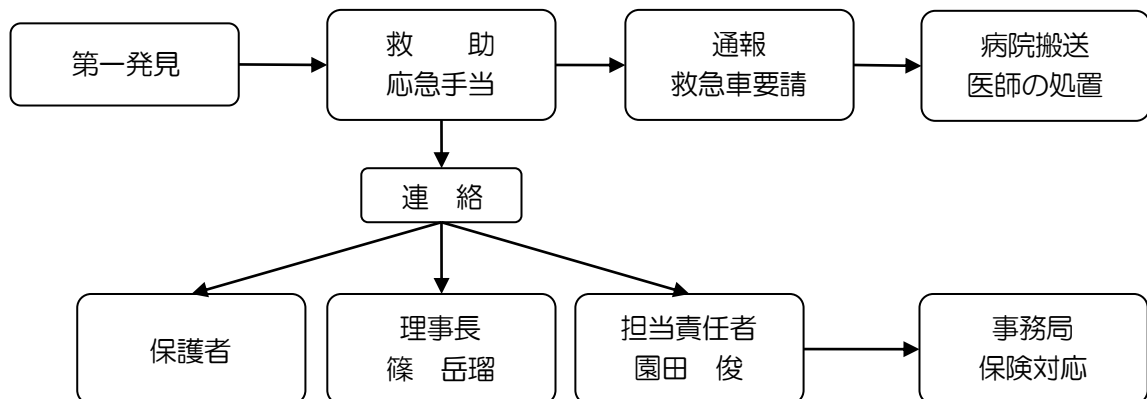 第一発見
救　　助
応急手当
通報
救急車要請
病院搬送
医師の処置
連　絡
保護者
理事長
篠　岳瑠
担当責任者
園田　俊
事務局
保険対応